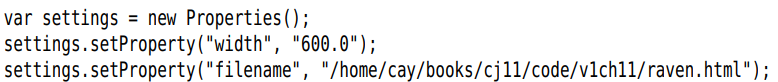 var settings = new Properties();
settings.setProperty("width", "600.0");
settings.setProperty("filename", "/home/cay/books/cj11/code/v1ch11/raven.html");